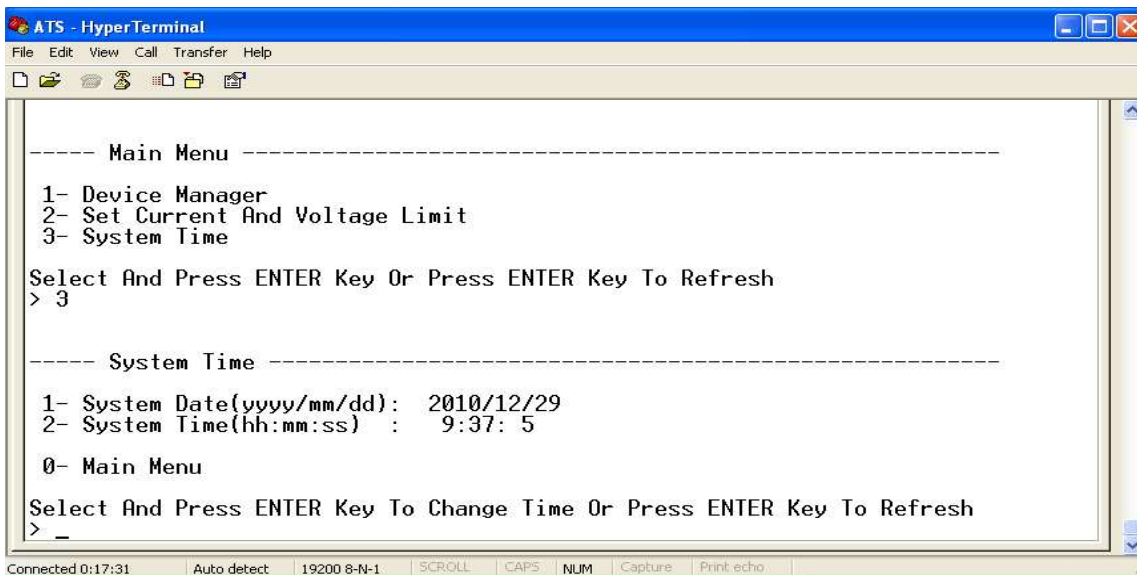 ATS - HyperTerminal
File Edit View Call Transfer Help
----- Main Menu ---------------------------------------------------------
1- Device Manager
2- Set Current And Voltage Limit
3- System Time
Select And Press ENTER Key Or Press ENTER Key To Refresh
> 3
----- System Time -------------------------------------------------------
1- System Date(yyyy/mm/dd): 2010/12/29
2- System Time(hh:mm:ss) : 9:37: 5
0- Main Menu
Select And Press ENTER Key To Change Time Or Press ENTER Key To Refresh
> _
Connected 0:17:31 Auto detect 19200 8-N-1 SCROLL CAPS NUM Capture Print echo